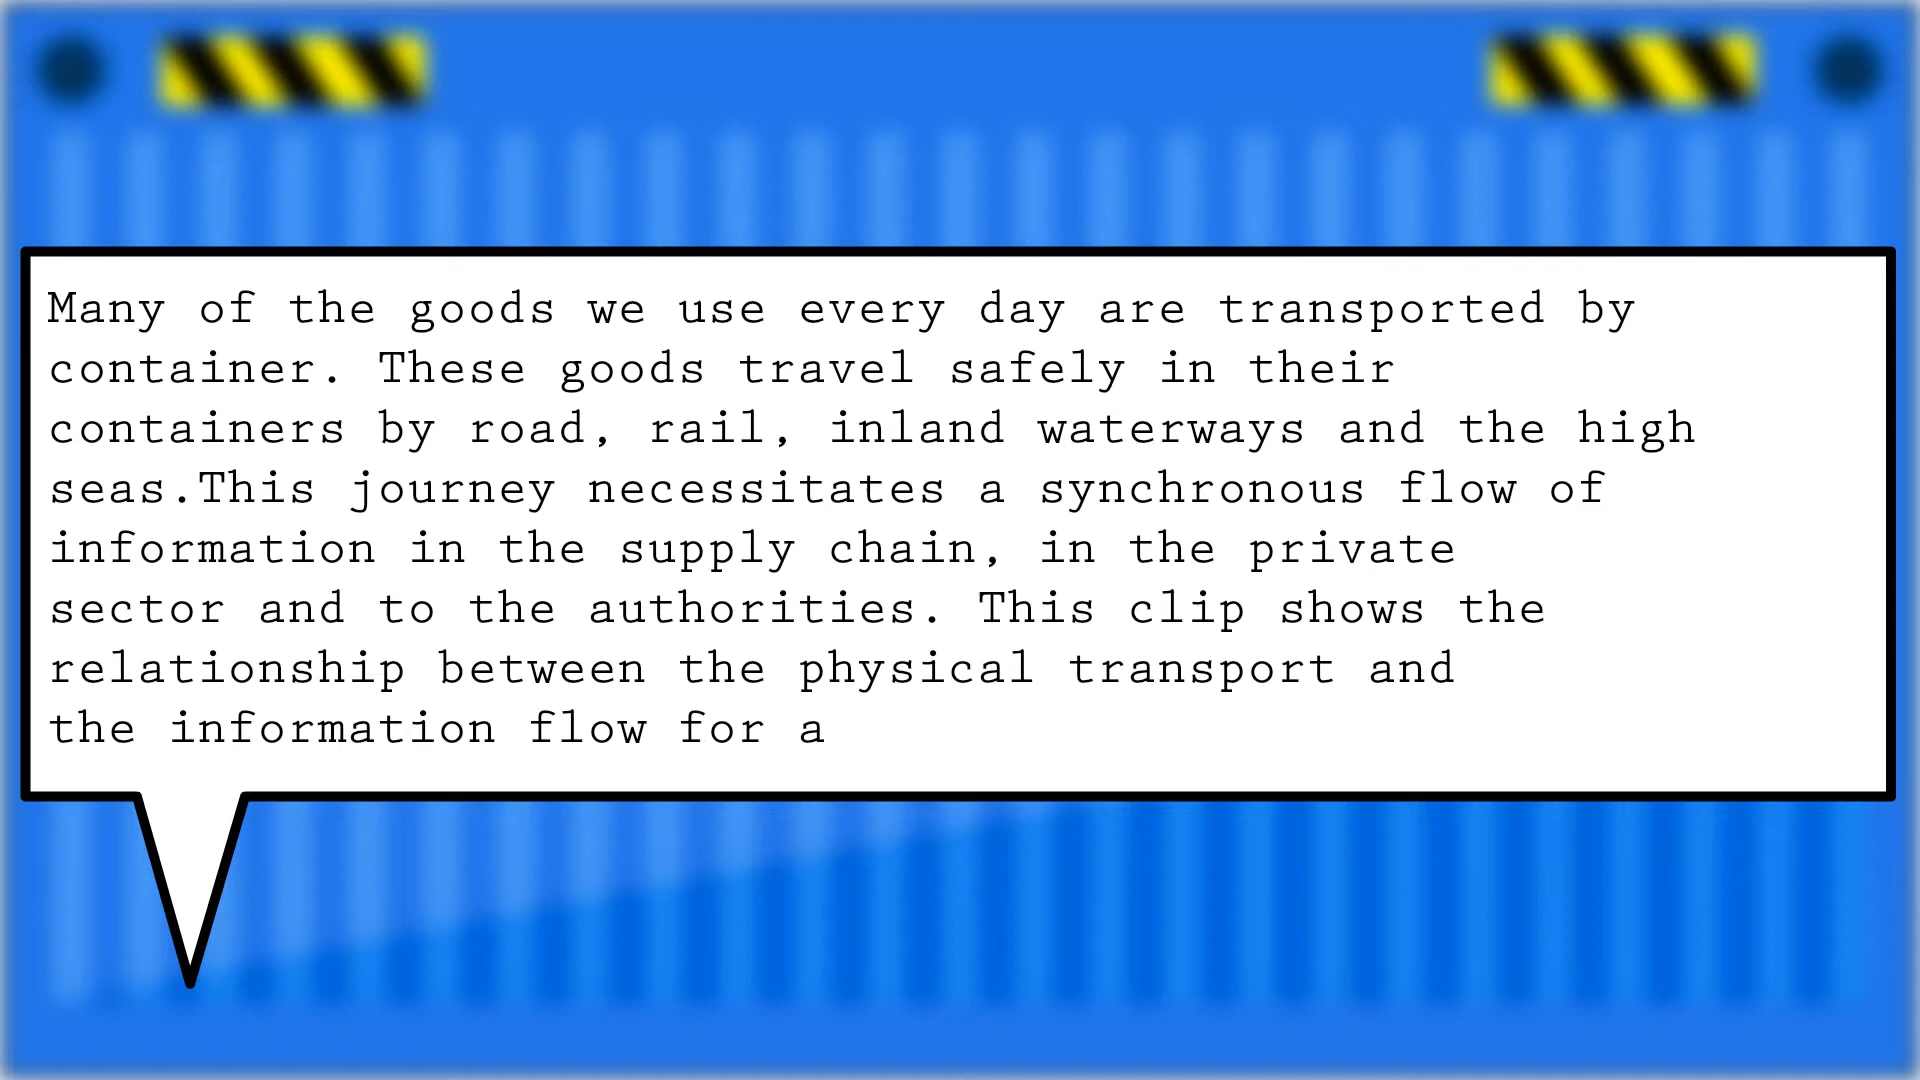 Many of the goods we use every day are transported by
container. These goods travel safely in their
containers by road, rail, inland waterways and the high
seas.This journey necessitates a synchronous flow of
information in the supply chain, in the private
sector and to the authorities. This clip shows the
relationship between the physical transport and
the information flow for a